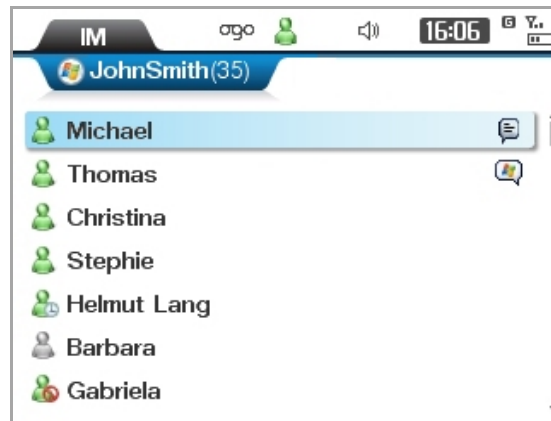 IM ogo 16:06 G
JohnSmith(35)
Michael
Thomas
Christina
Stephie
Helmut Lang
Barbara
Gabriela